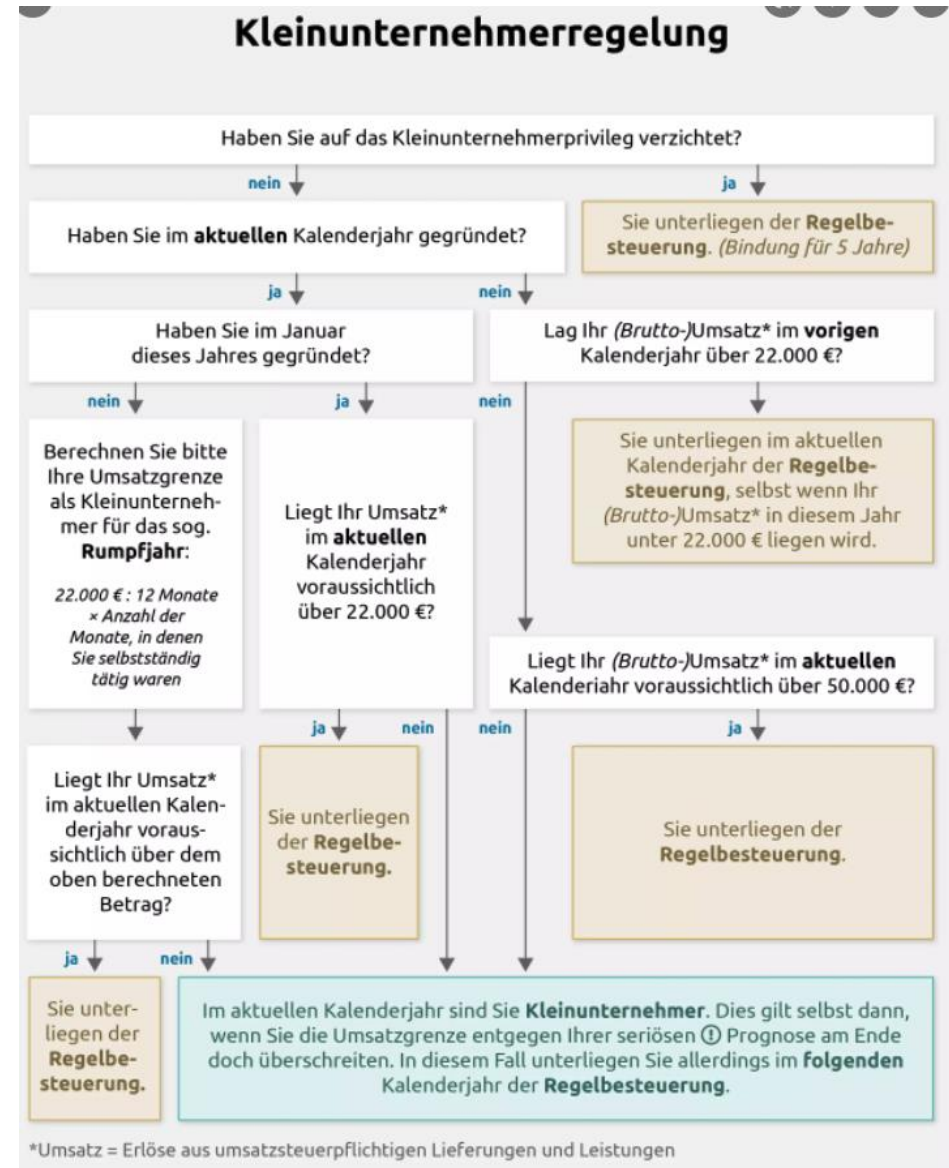 Kleinunternehmerregelung
Haben Sie auf das Kleinunternehmerprivileg verzichtet?
nein
ja
Haben Sie im aktuellen Kalenderjahr gegründet?
Sie unterliegen der Regelbe-
steuerung. (Bindung für 5 Jahre)
ja
nein
Haben Sie im Januar
dieses Jahres gegründet?
Lag Ihr (Brutto-)Umsatz* im vorigen
Kalenderjahr über 22.000 €?
nein
ja
nein
Berechnen Sie bitte
Ihre Umsatzgrenze
als Kleinunterneh-
mer für das sog.
Rumpfjahr:
22.000 € : 12 Monate
× Anzahl der
Monate, in denen
Sie selbstständig
tätig waren
Liegt Ihr Umsatz*
im aktuellen
Kalenderjahr
voraussichtlich
über 22.000 €?
Sie unterliegen im aktuellen
Kalenderjahr der Regelbe-
steuerung, selbst wenn Ihr
(Brutto-)Umsatz* in diesem Jahr
unter 22.000 € liegen wird.
Liegt Ihr (Brutto-)Umsatz* im aktuellen
Kalenderjahr voraussichtlich über 50.000 €?
ja
nein
nein
ja
Liegt Ihr Umsatz*
im aktuellen Kalen-
derjahr voraus-
sichtlich über dem
oben berechneten
Betrag?
Sie unterliegen
der Regelbe-
steuerung.
Sie unterliegen der
Regelbesteuerung.
ja
nein
Sie unter-
liegen der
Regelbe-
steuerung.
Im aktuellen Kalenderjahr sind Sie Kleinunternehmer. Dies gilt selbst dann,
wenn Sie die Umsatzgrenze entgegen Ihrer seriösen ! Prognose am Ende
doch überschreiten. In diesem Fall unterliegen Sie allerdings im folgenden
Kalenderjahr der Regelbesteuerung.
*Umsatz = Erlöse aus umsatzsteuerpflichtigen Lieferungen und Leistungen